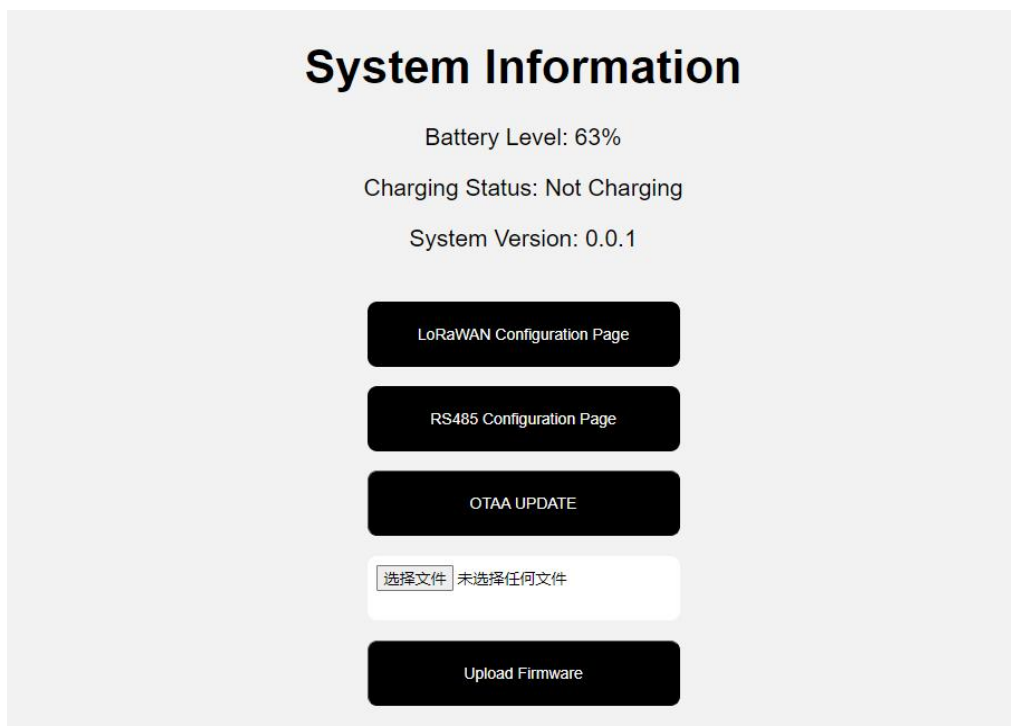 System Information
Battery Level: 63%
Charging Status: Not Charging
System Version: 0.0.1
LoRaWAN Configuration Page
RS485 Configuration Page
OTAA UPDATE
选择文件 未选择任何文件
Upload Firmware